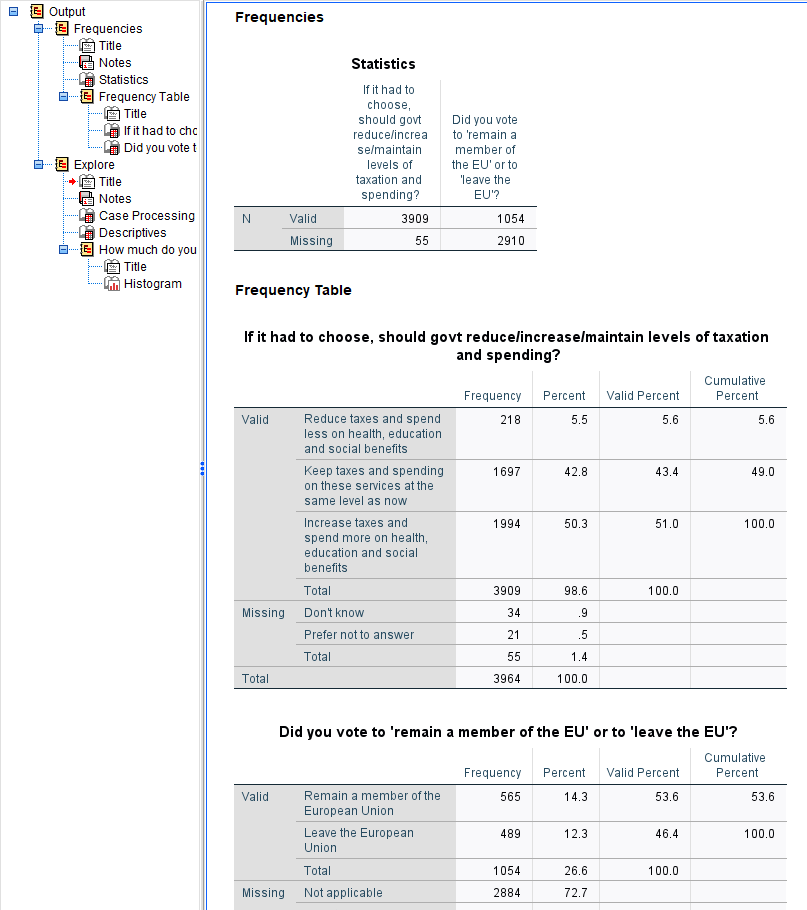 Output
Frequencies
Title
Notes
Statistics
Frequency Table
Title
If it had to cho
Did you vote t
Explore
Title
Notes
Case Processing
Descriptives
How much do you
Title
Histogram
Frequencies
Statistics
If it had to
choose,
should govt
reduce/increa
se/maintain
levels of
taxation and
spending?
Did you vote
to 'remain a
member of
the EU' or to
'leave the
EU'?
N Valid 3909 1054
Missing 55 2910
Frequency Table
If it had to choose, should govt reduce/increase/maintain levels of taxation
and spending?
Frequency Percent Valid Percent Cumulative
Percent
Valid Reduce taxes and spend 218 5.5 5.6 5.6
less on health, education
and social benefits
Keep taxes and spending 1697 42.8 43.4 49.0
on these services at the
same level as now
Increase taxes and 1994 50.3 51.0 100.0
spend more on health,
education and social
benefits
Total 3909 98.6 100.0
Missing Don't know 34 .9
Prefer not to answer 21 .5
Total 55 1.4
Total 3964 100.0
Did you vote to 'remain a member of the EU' or to 'leave the EU'?
Frequency Percent Valid Percent Cumulative
Percent
Valid Remain a member of the 565 14.3 53.6 53.6
European Union
Leave the European 489 12.3 46.4 100.0
Union
Total 1054 26.6 100.0
Missing Not applicable 2884 72.7